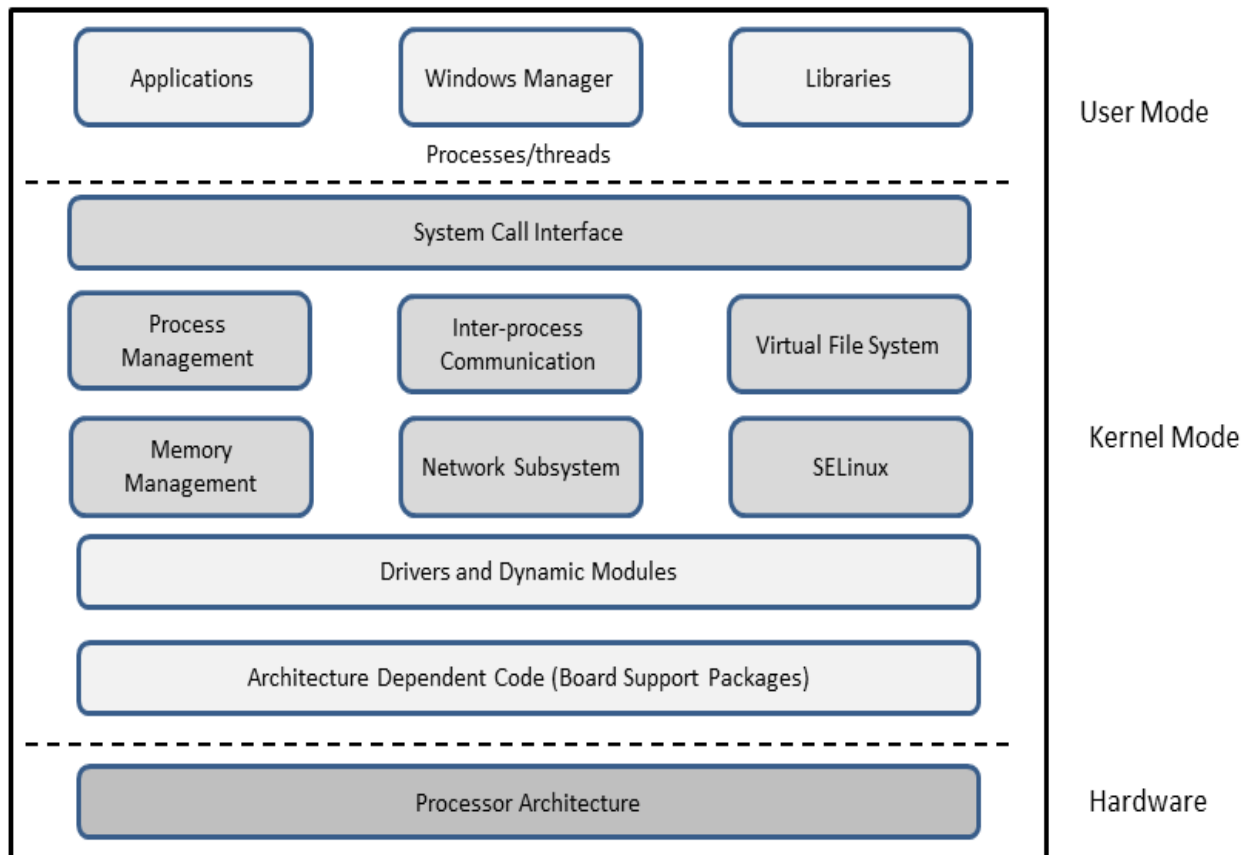 Applications
Windows Manager
Libraries
User Mode
Processes/threads
System Call Interface
Process
Management
Inter-process
Communication
Virtual File System
Kernel Mode
Memory
Management
Network Subsystem
SELinux
Drivers and Dynamic Modules
Architecture Dependent Code (Board Support Packages)
Processor Architecture
Hardware